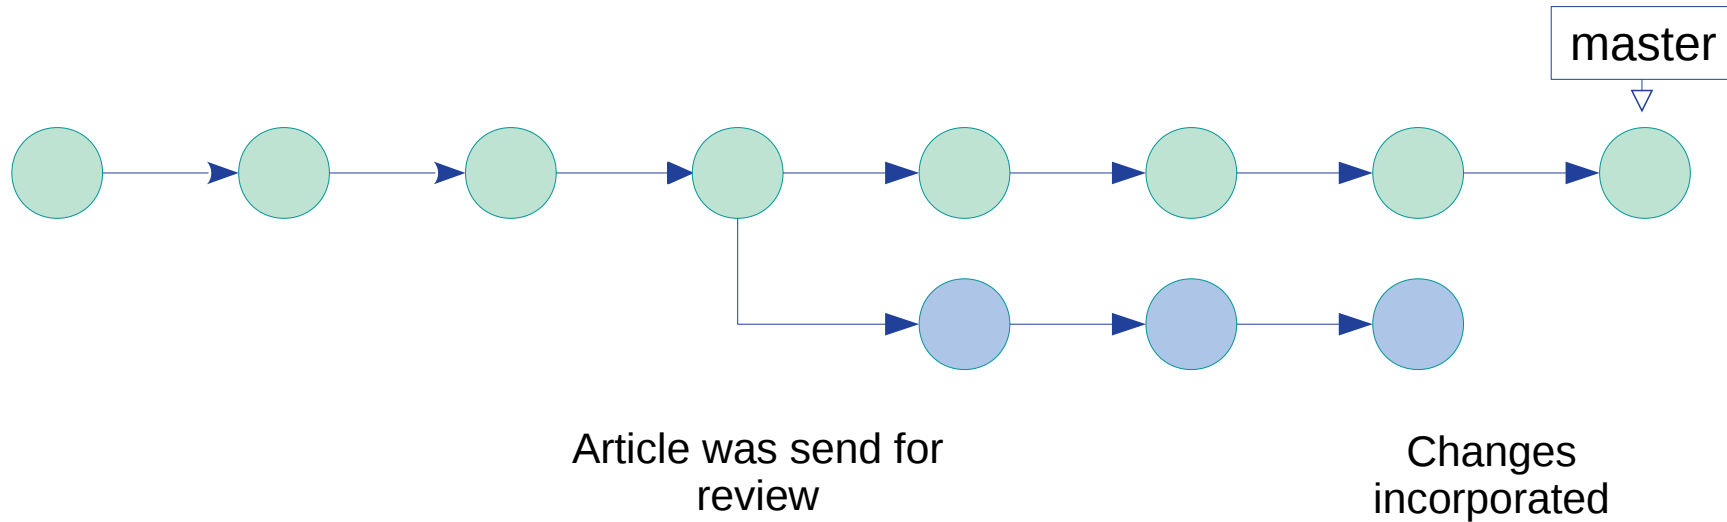 master
Article was send for
review
Changes
incorporated